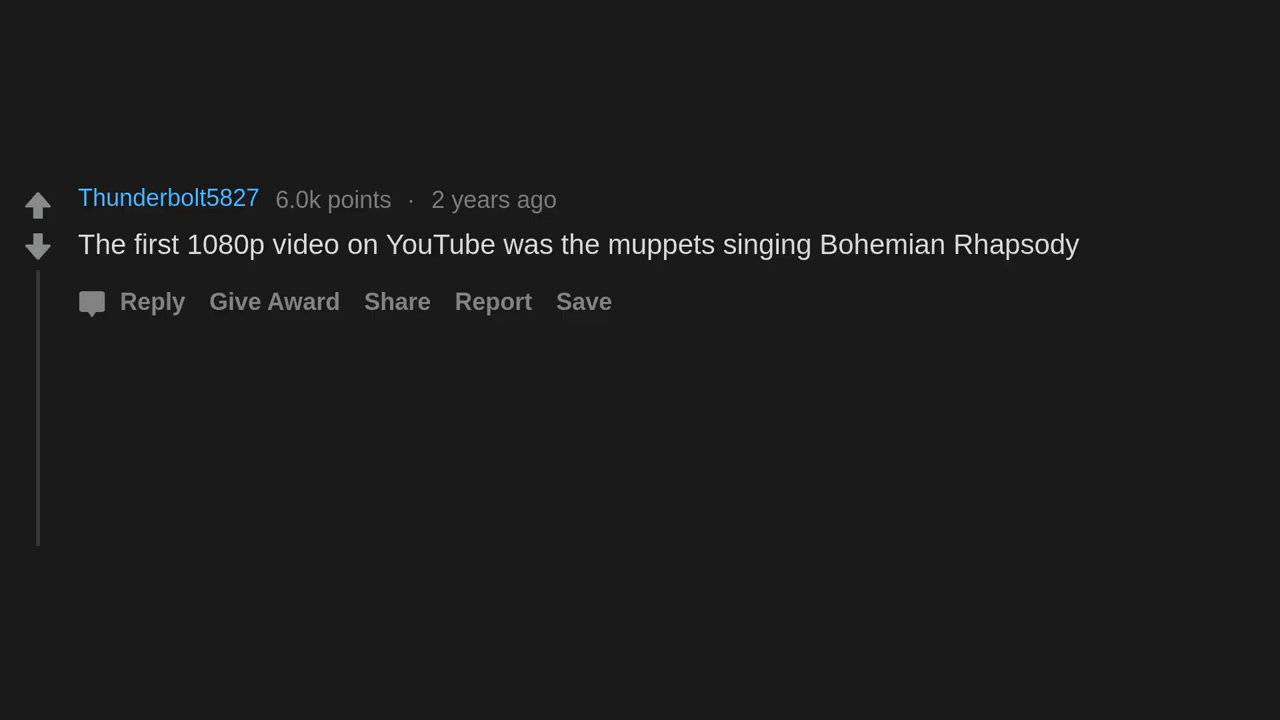 Thunderbolt5827 6.0k points · 2 years ago
The first 1080p video on YouTube was the muppets singing Bohemian Rhapsody
Reply Give Award Share Report Save